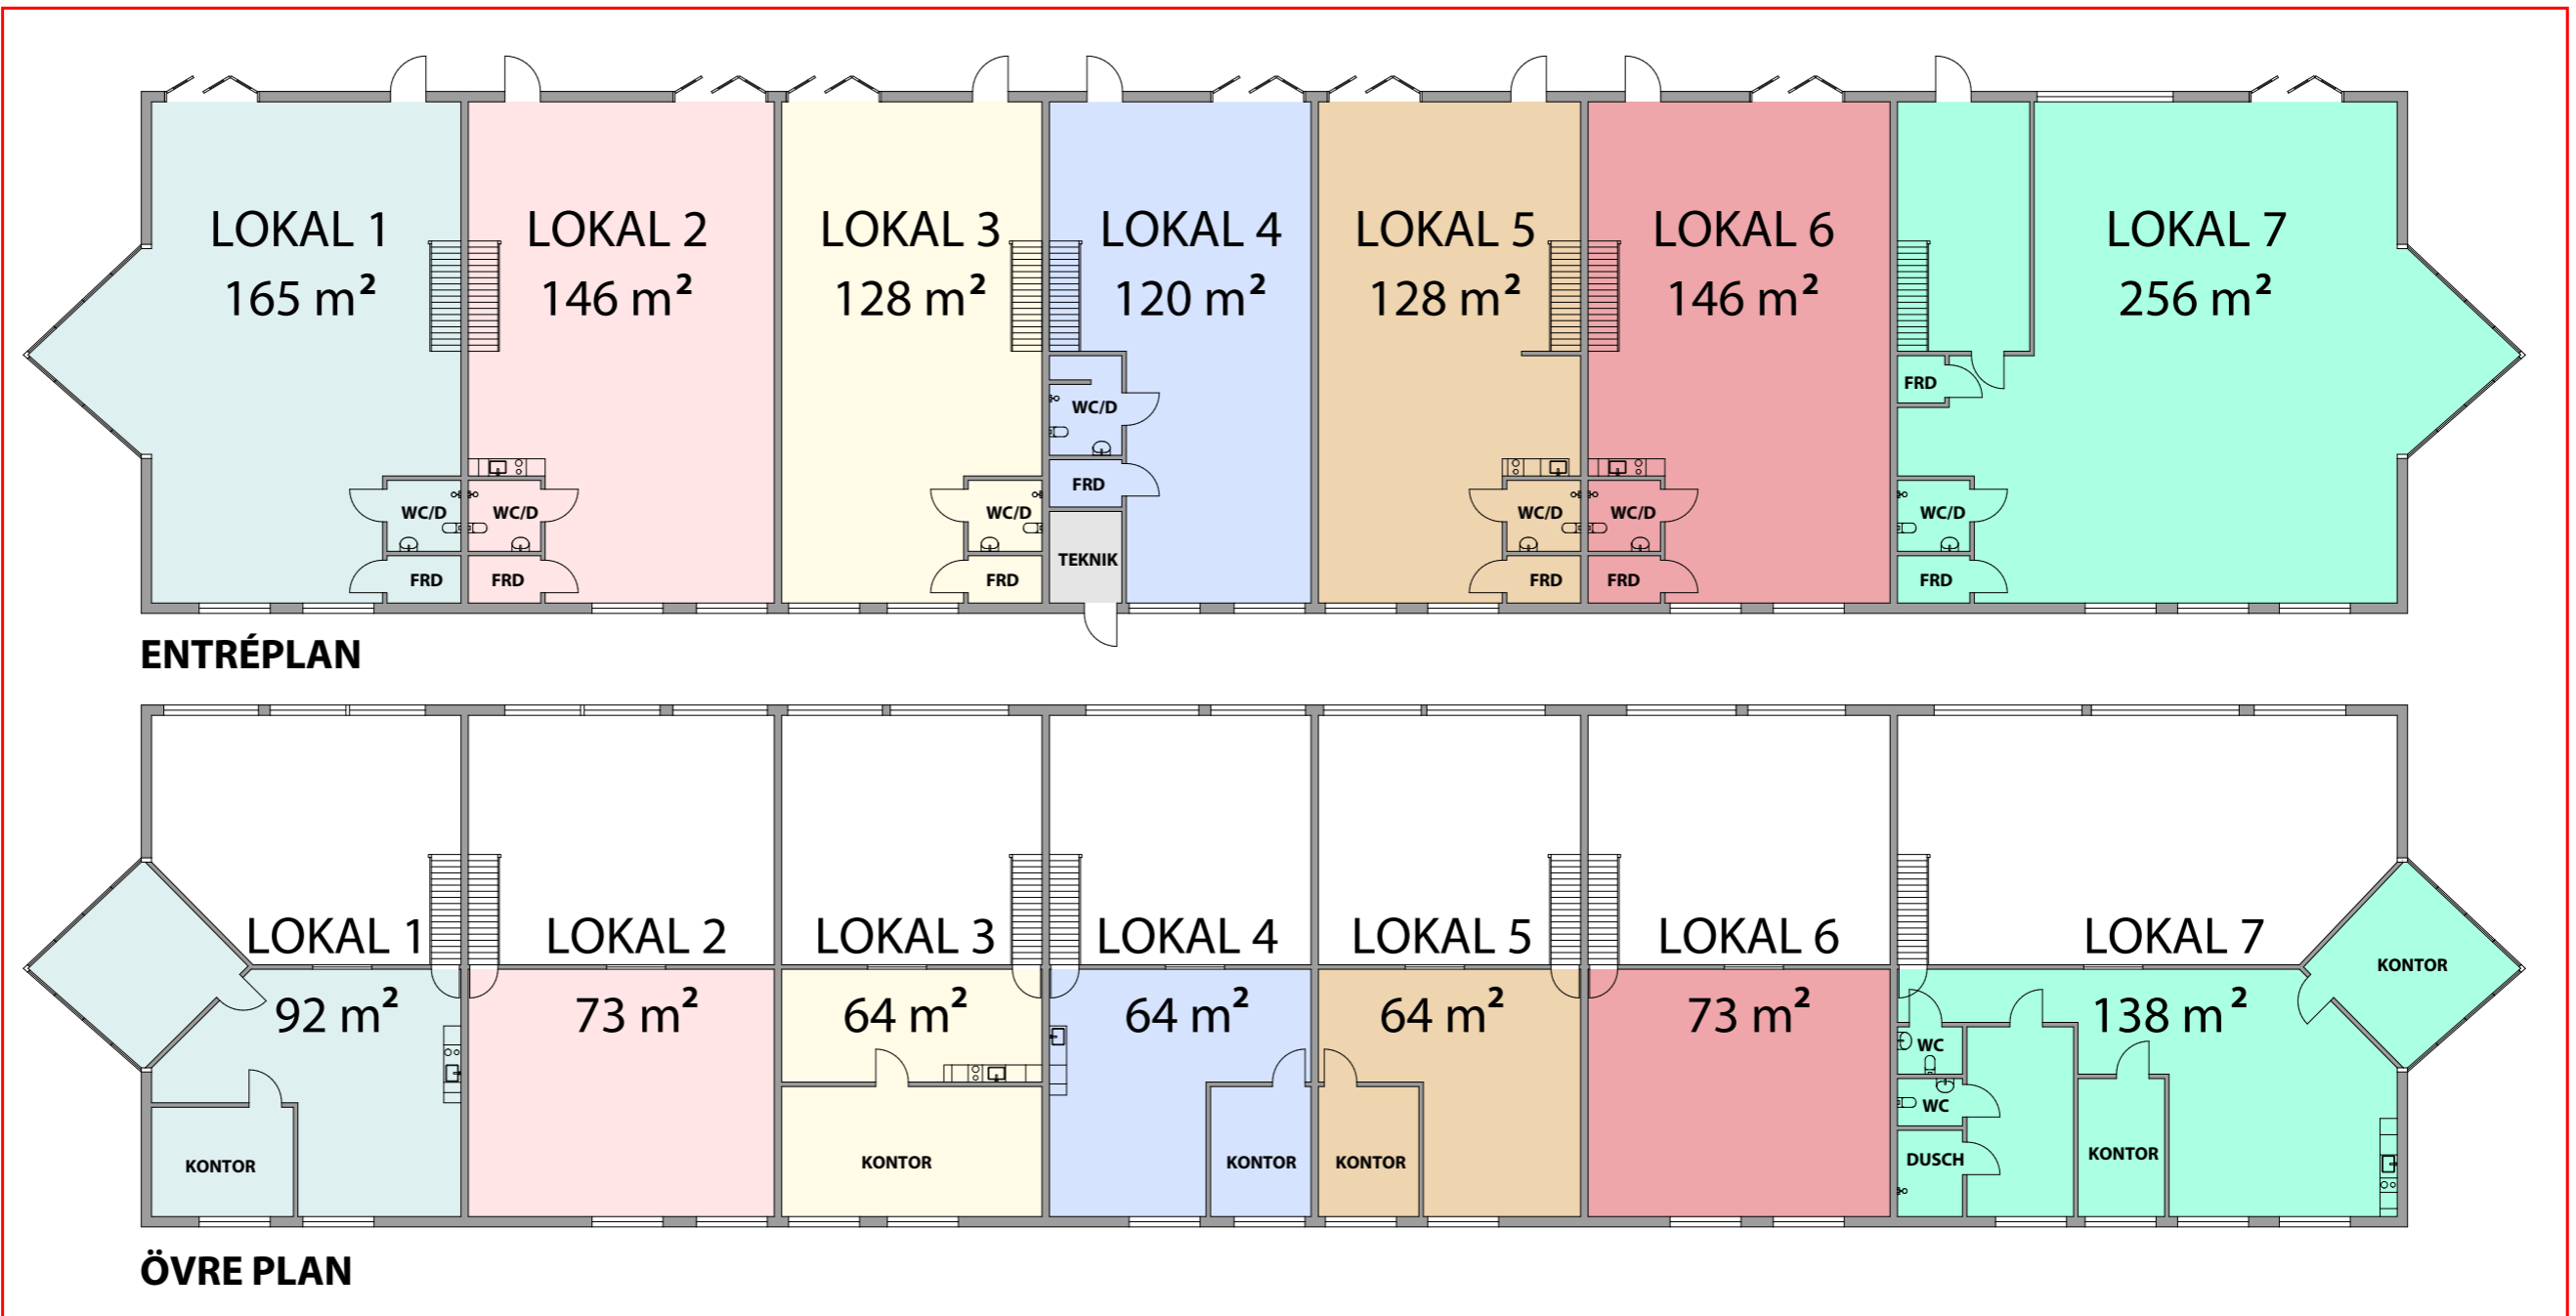 LOKAL 1
165 m²
LOKAL 2
146 m²
LOKAL 3
128 m²
LOKAL 4
120 m²
LOKAL 5
128 m²
LOKAL 6
146 m²
LOKAL 7
256 m²
FRD
WC/D
FRD
WC/D
WC/D
WC/D
WC/D
WC/D
WC/D
TEKNIK
FRD
FRD
FRD
FRD
FRD
FRD
ENTRÉPLAN
LOKAL 1
92 m²
LOKAL 2
73 m²
LOKAL 3
64 m²
LOKAL 4
64 m²
LOKAL 5
64 m²
LOKAL 6
73 m²
LOKAL 7
138 m²
KONTOR
WC
WC
KONTOR
KONTOR
KONTOR
KONTOR
DUSCH
KONTOR
ÖVRE PLAN